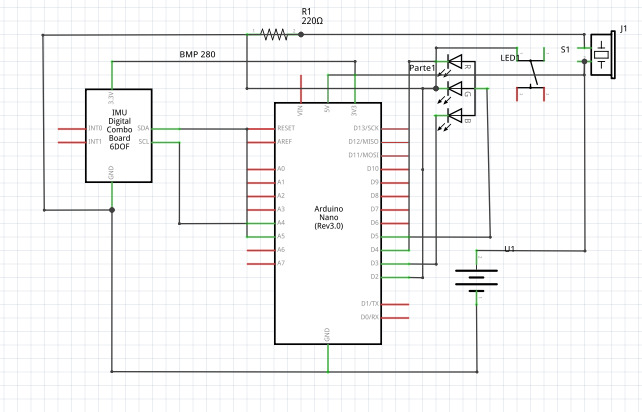 R1
220Ω
J1
S1
BMP 280
LED1
Parte1
R
G
B
3.3V
IMU
Digital
Combo
Board
6DOF
INT0
INT1
SDA
SCL
GND
VIN
5V
3V3
RESET
AREF
A0
A1
A2
A3
A4
A5
A6
A7
Arduino
Nano
(Rev3.0)
D13/SCK
D12/MISO
D11/MOSI
D10
D9
D8
D7
D6
D5
D4
D3
D2
D1/TX
D0/RX
GND
U1